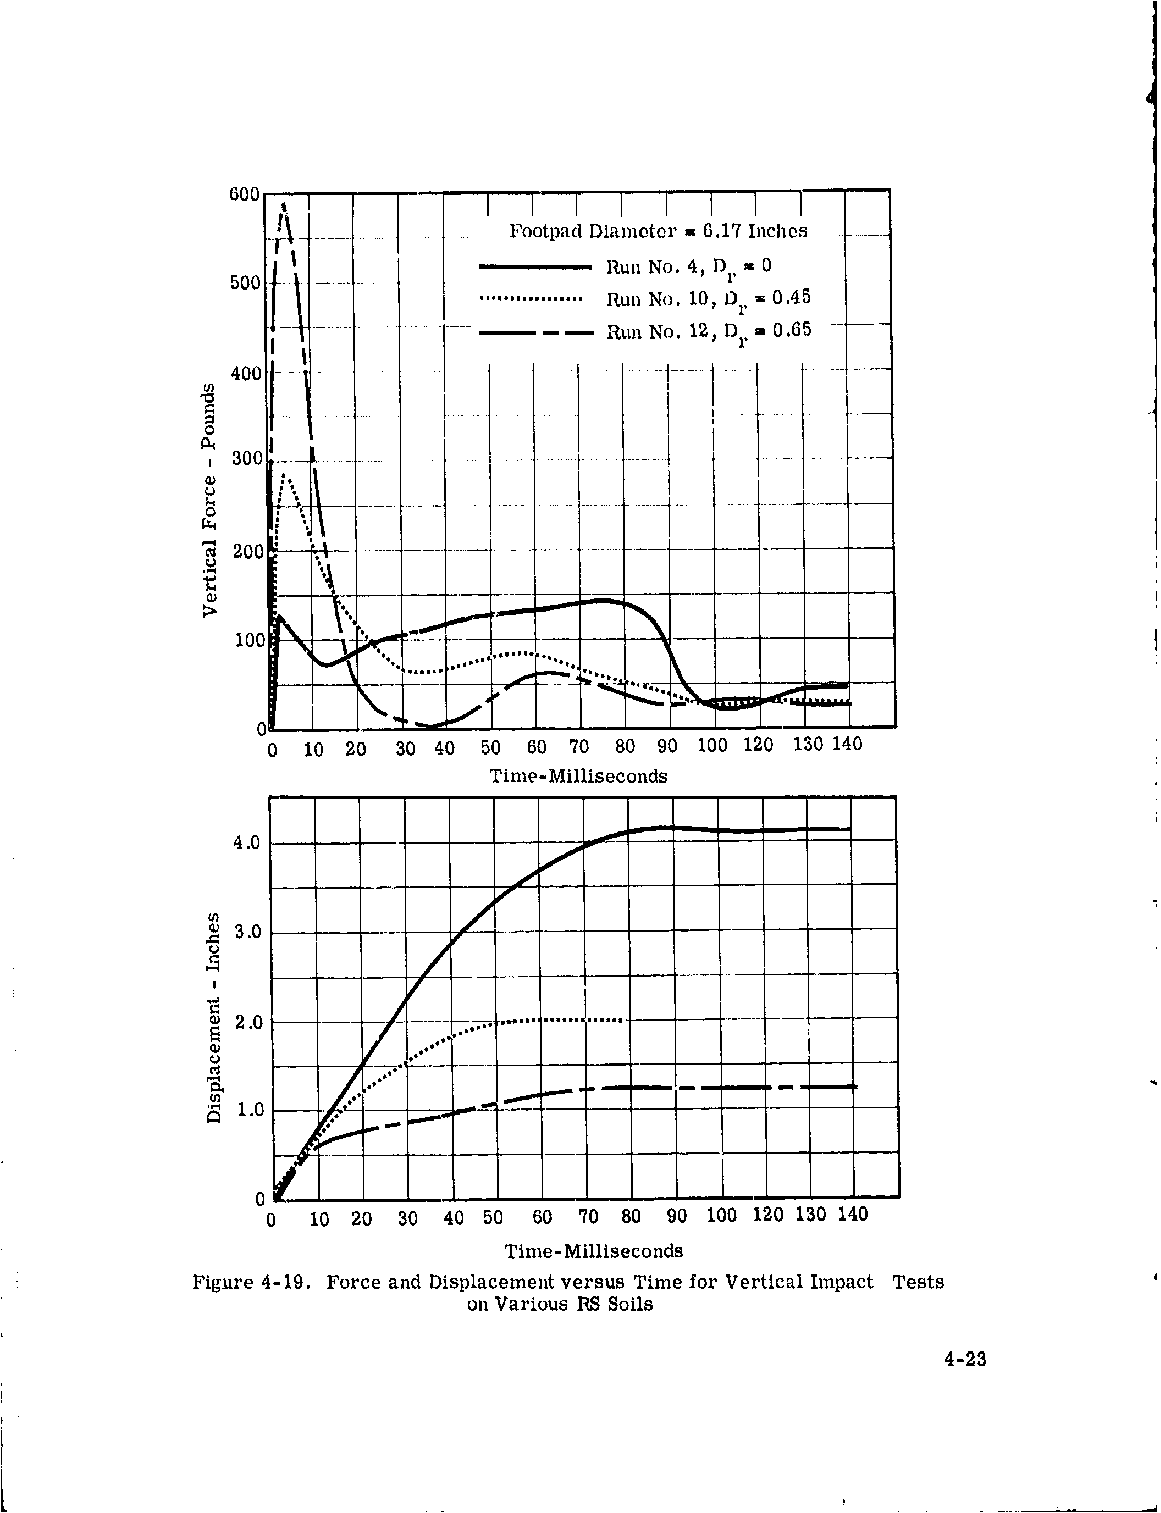 600
500
400
300
200
100
0
Vertical Force - Pounds
Footpad Diameter = 6.17 Inches
Run No. 4, Dr = 0
Run No. 10, Dr = 0.45
Run No. 12, Dr = 0.65
0 10 20 30 40 50 60 70 80 90 100 120 130 140
Time-Milliseconds
4.0
3.0
2.0
1.0
0
Displacement - Inches
0 10 20 30 40 50 60 70 80 90 100 120 130 140
Time-Milliseconds
Figure 4-19. Force and Displacement versus Time for Vertical Impact Tests
on Various RS Soils
4-23